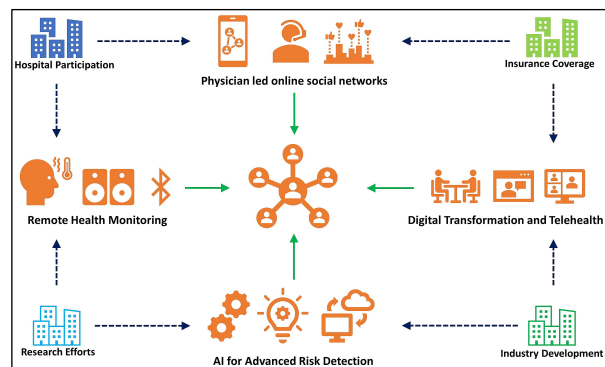 Hospital Participation
Physician led online social networks
Insurance Coverage
Remote Health Monitoring
Digital Transformation and Telehealth
Research Efforts
AI for Advanced Risk Detection
Industry Development